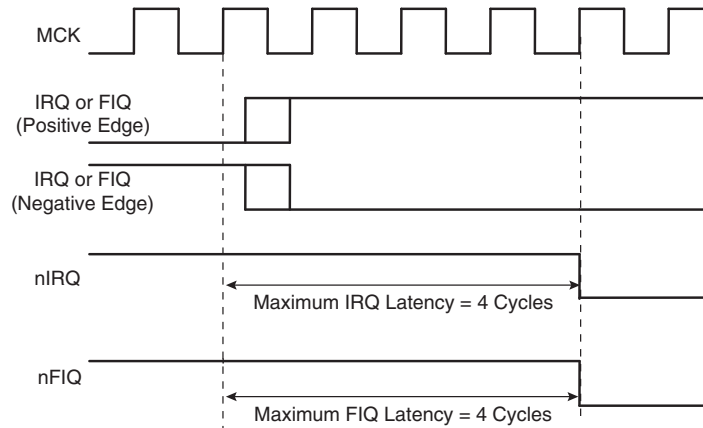 MCK
IRQ or FIQ
(Positive Edge)
IRQ or FIQ
(Negative Edge)
nIRQ
Maximum IRQ Latency = 4 Cycles
nFIQ
Maximum FIQ Latency = 4 Cycles